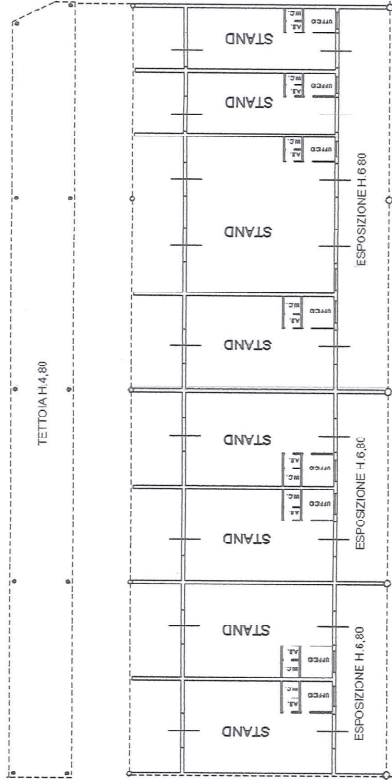 TETTOIA H.4,80
STAND
W.C.
A.B.
UFFICIO
STAND
W.C.
A.B.
UFFICIO
STAND
W.C.
A.B.
UFFICIO
ESPOSIZIONE H.6,80
STAND
W.C.
A.B.
UFFICIO
STAND
A.B.
W.C.
UFFICIO
STAND
W.C.
A.B.
UFFICIO
ESPOSIZIONE H.6,80
STAND
A.B.
W.C.
UFFICIO
STAND
W.C.
A.B.
UFFICIO
ESPOSIZIONE H.6,80